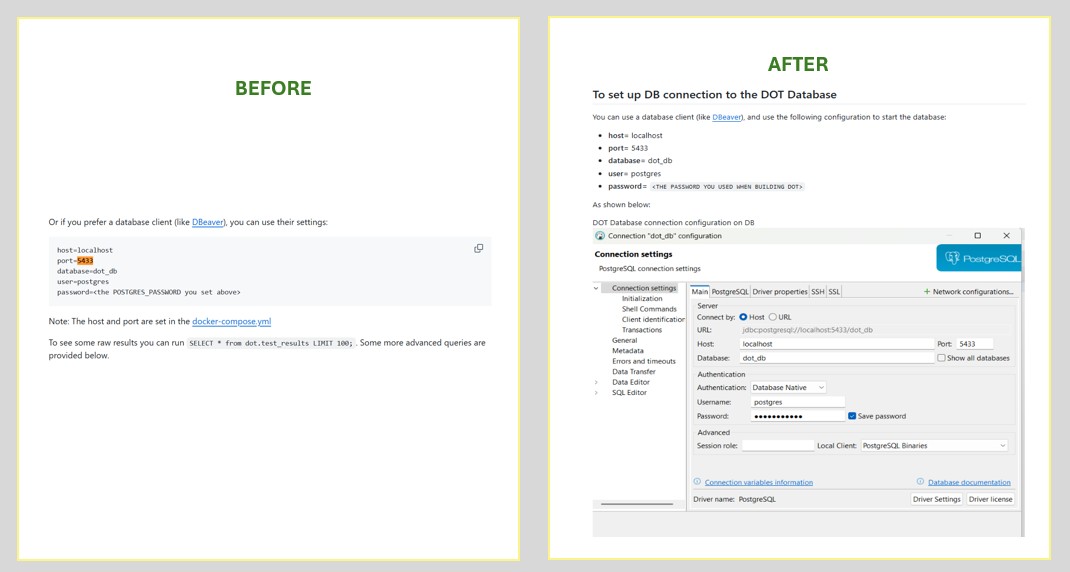 BEFORE
Or if you prefer a database client (like DBeaver), you can use their settings:
host=localhost
port=5433
database=dot_db
user=postgres
password=<the POSTGRES_PASSWORD you set above>
Note: The host and port are set in the docker-compose.yml
To see some raw results you can run SELECT * from dot.test_results LIMIT 100; . Some more advanced queries are
provided below.
AFTER
To set up DB connection to the DOT Database
You can use a database client (like DBeaver), and use the following configuration to start the database:
host= localhost
port= 5433
database= dot_db
user= postgres
password= <THE PASSWORD YOU USED WHEN BUILDING DOT>
As shown below:
DOT Database connection configuration on DB
Connection "dot_db" configuration
Connection settings
PostgreSQL connection settings
PostgreSQL
Connection settings
Initialization
Shell Commands
Client identification
Transactions
General
Metadata
Errors and timeouts
Data Transfer
Data Editor
SQL Editor
Main PostgreSQL Driver properties SSH SSL
Network configurations...
Server
Connect by: Host URL
URL: jdbc:postgresql://localhost:5433/dot_db
Host: localhost Port: 5433
Database: dot_db Show all databases
Authentication
Authentication: Database Native
Username: postgres
Password: ●●●●●●●●●●● Save password
Advanced
Session role: Local Client: PostgreSQL Binaries
Connection variables information Database documentation
Driver name: PostgreSQL Driver Settings Driver license